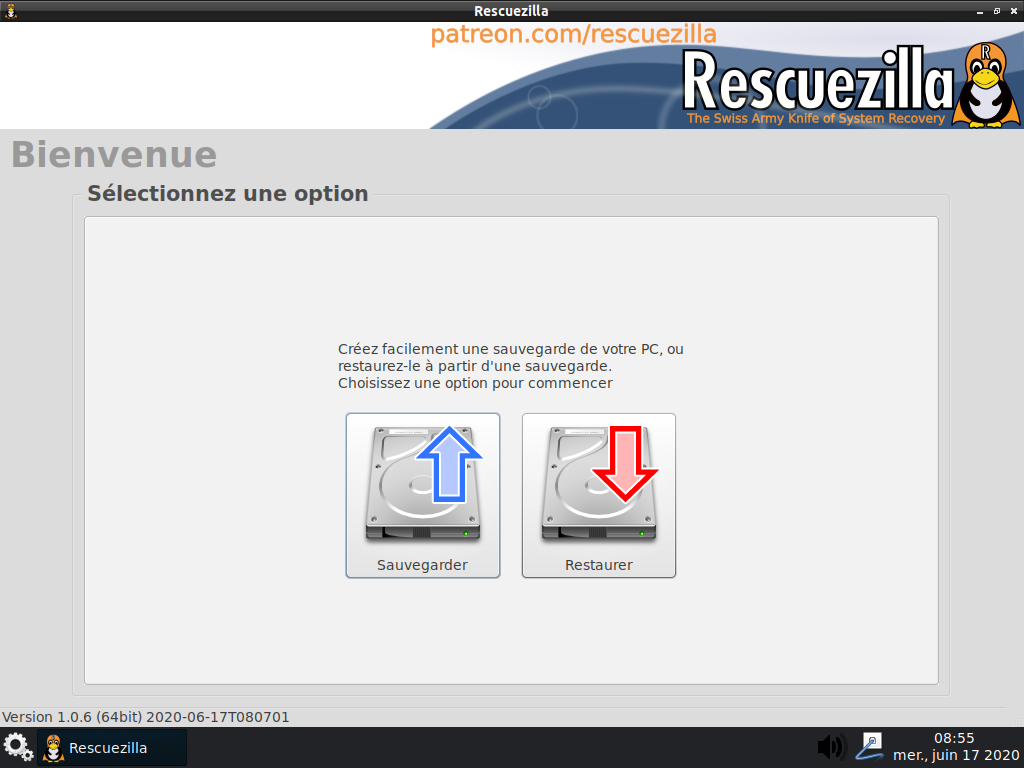 Rescuezilla
patreon.com/rescuezilla
R
Rescuezilla
The Swiss Army Knife of System Recovery
Bienvenue
Sélectionnez une option
Créez facilement une sauvegarde de votre PC, ou
restaurez-le à partir d'une sauvegarde.
Choisissez une option pour commencer
Sauvegarder
Restaurer
Version 1.0.6 (64bit) 2020-06-17T080701
Rescuezilla
08:55
mer., juin 17 2020